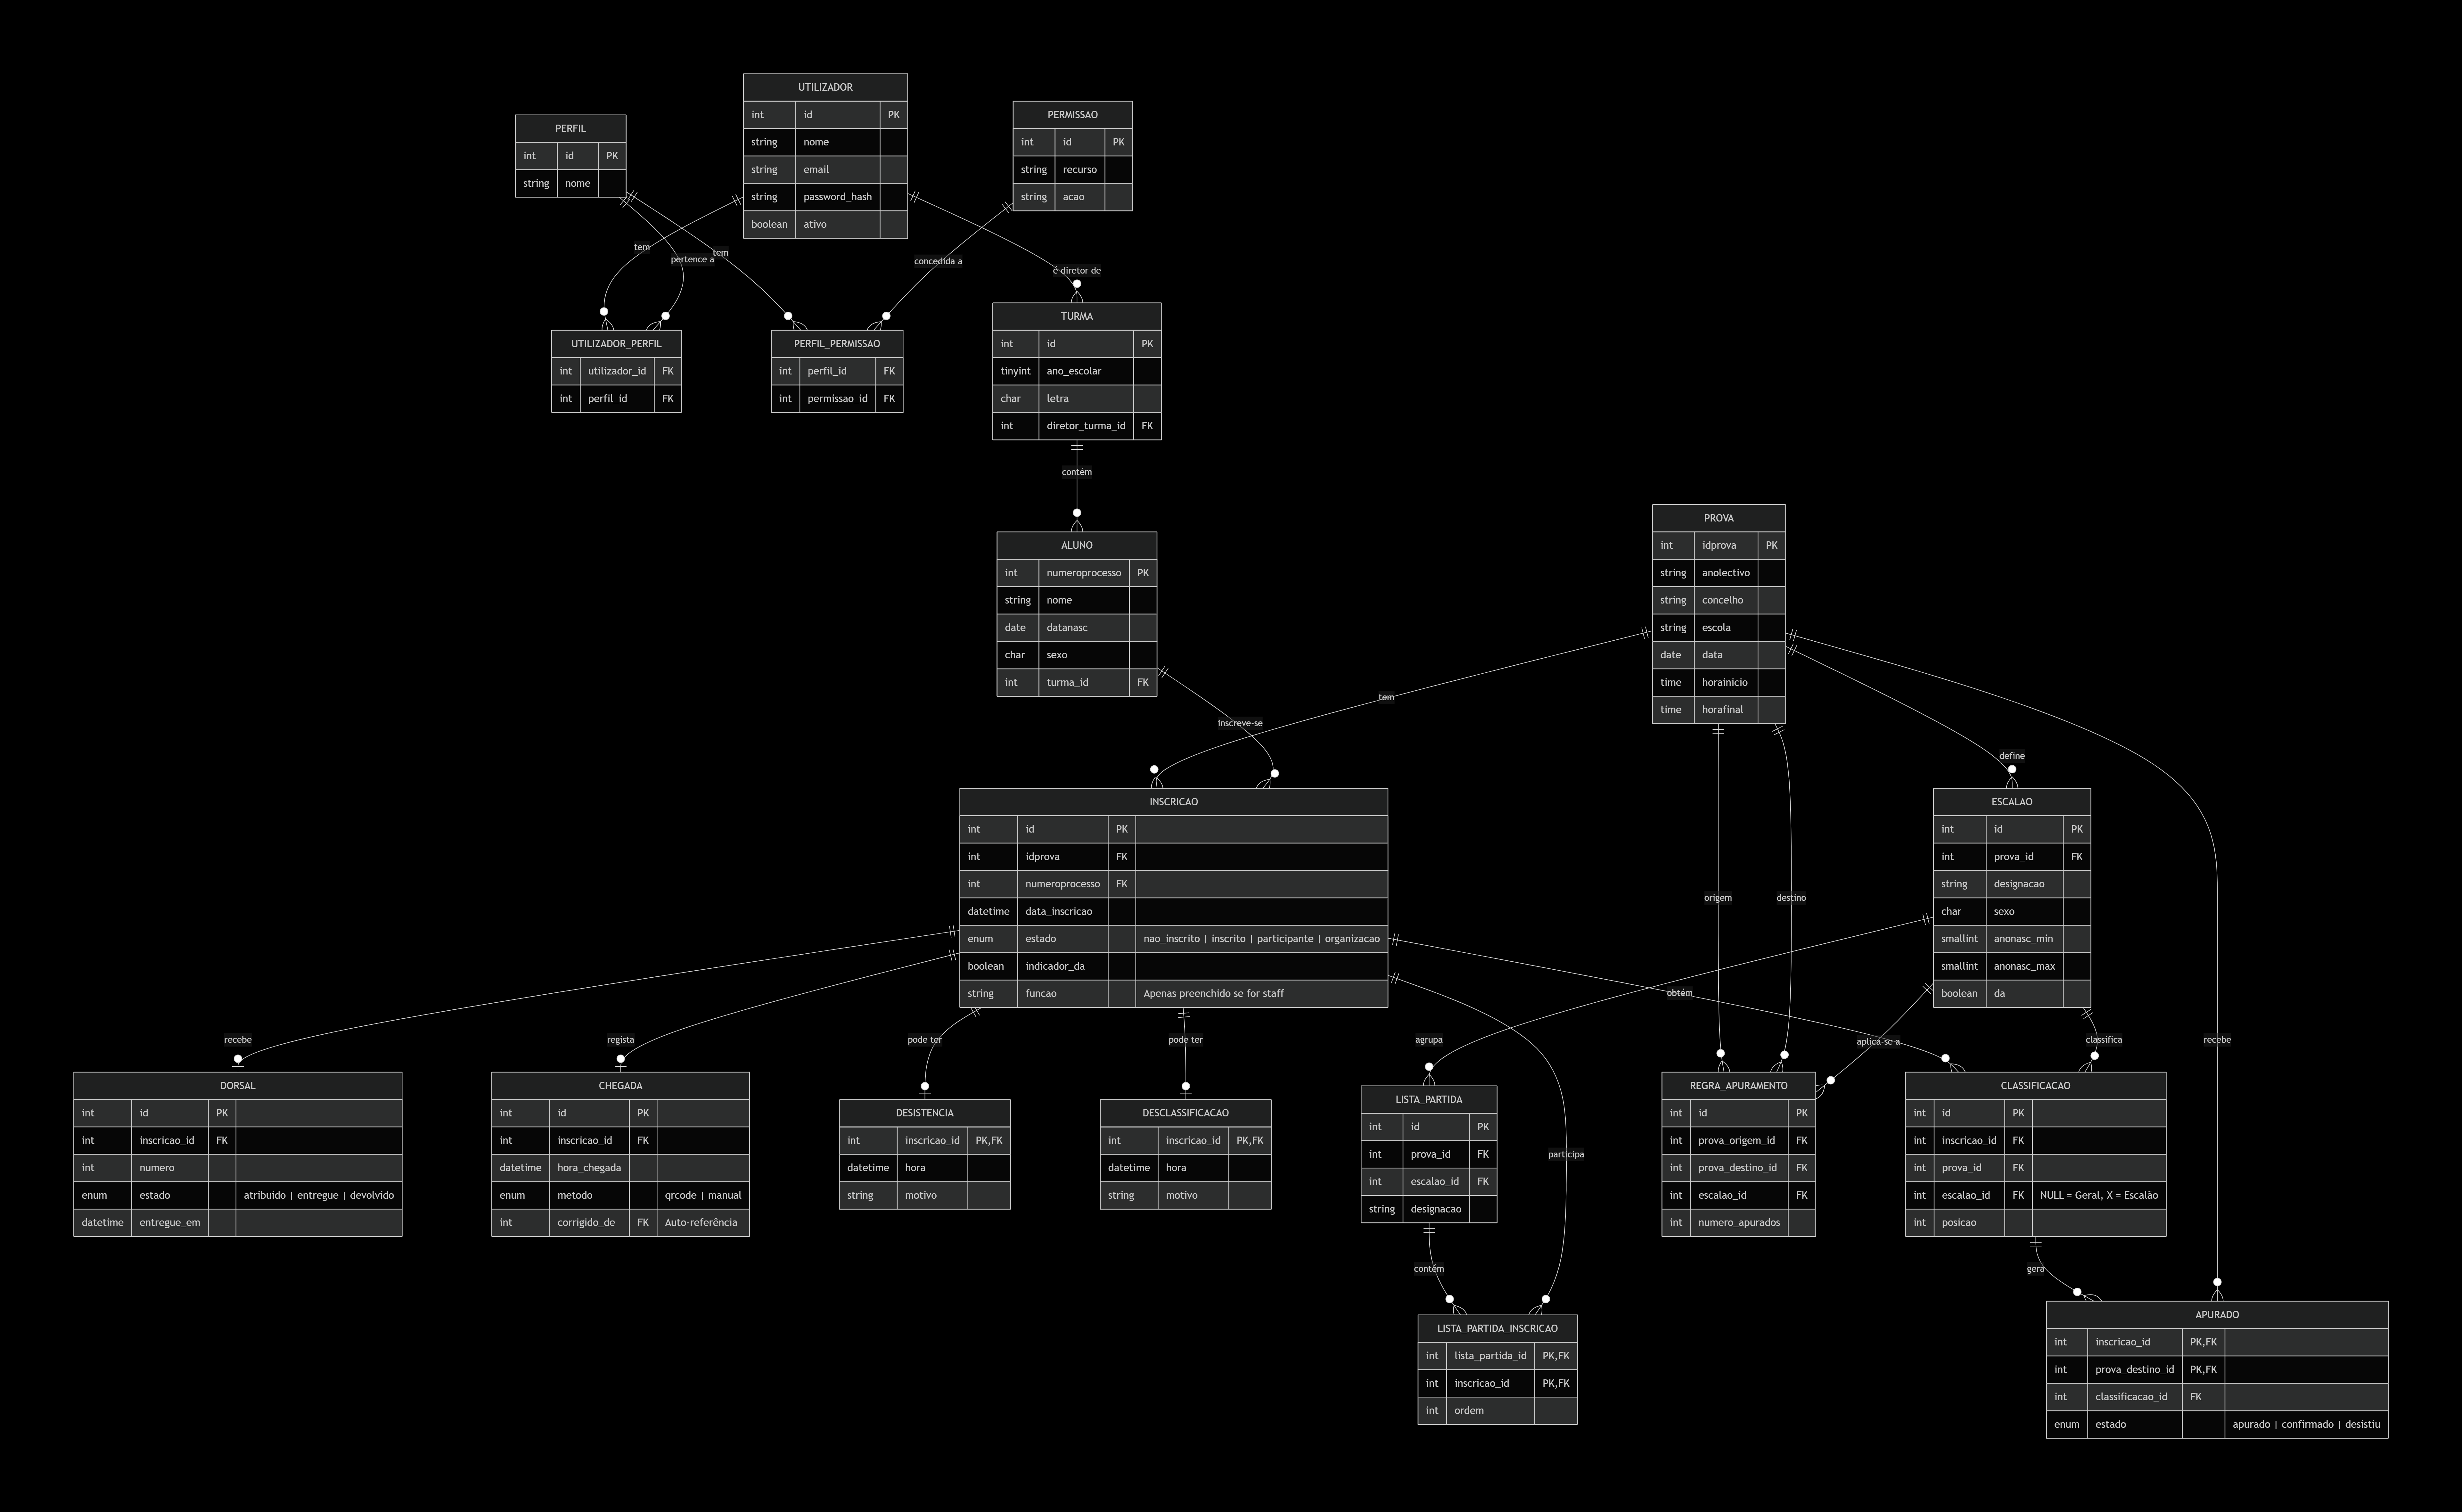 UTILIZADOR
int id PK
string nome
string email
string password_hash
boolean ativo
PERFIL
int id PK
string nome
PERMISSAO
int id PK
string recurso
string acao
tem
pertence a
tem
concedida a
é diretor de
UTILIZADOR_PERFIL
int utilizador_id FK
int perfil_id FK
PERFIL_PERMISSAO
int perfil_id FK
int permissao_id FK
TURMA
int id PK
tinyint ano_escolar
char letra
int diretor_turma_id FK
contém
ALUNO
int numeroprocesso PK
string nome
date datanasc
char sexo
int turma_id FK
PROVA
int idprova PK
string anolectivo
string concelho
string escola
date data
time horainicio
time horafinal
tem
inscreve-se
define
INSCRICAO
int id PK
int idprova FK
int numeroprocesso FK
datetime data_inscricao
enum estado nao_inscrito | inscrito | participante | organizacao
boolean indicador_da
string funcao Apenas preenchido se for staff
origem
destino
ESCALAO
int id PK
int prova_id FK
string designacao
char sexo
smallint anonasc_min
smallint anonasc_max
boolean da
obtém
recebe
regista
pode ter
pode ter
agrupa
aplica-se a
classifica
recebe
DORSAL
int id PK
int inscricao_id FK
int numero
enum estado atribuido | entregue | devolvido
datetime entregue_em
CHEGADA
int id PK
int inscricao_id FK
datetime hora_chegada
enum metodo qrcode | manual
int corrigido_de FK Auto-referência
DESISTENCIA
int inscricao_id PK,FK
datetime hora
string motivo
DESCLASSIFICACAO
int inscricao_id PK,FK
datetime hora
string motivo
LISTA_PARTIDA
int id PK
int prova_id FK
int escalao_id FK
string designacao
participa
REGRA_APURAMENTO
int id PK
int prova_origem_id FK
int prova_destino_id FK
int escalao_id FK
int numero_apurados
CLASSIFICACAO
int id PK
int inscricao_id FK
int prova_id FK
int escalao_id FK NULL = Geral, X = Escalão
int posicao
contém
gera
LISTA_PARTIDA_INSCRICAO
int lista_partida_id PK,FK
int inscricao_id PK,FK
int ordem
APURADO
int inscricao_id PK,FK
int prova_destino_id PK,FK
int classificacao_id FK
enum estado apurado | confirmado | desistiu